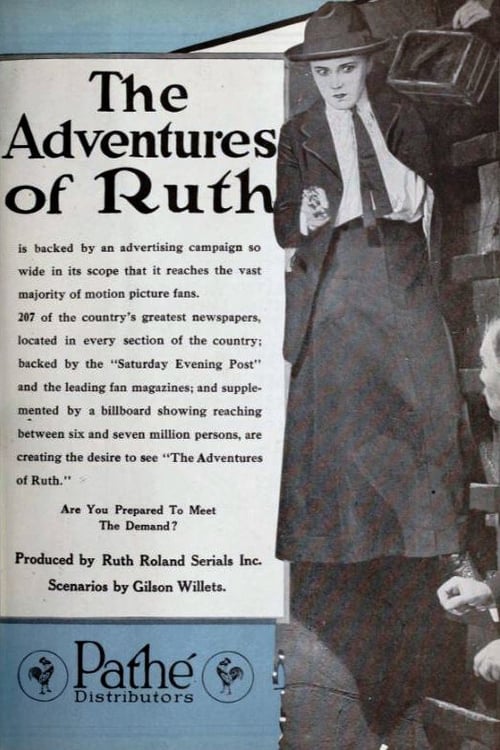 The
Adventures
of Ruth
is backed by an advertising campaign so
wide in its scope that it reaches the vast
majority of motion picture fans.
207 of the country's greatest newspapers,
located in every section of the country;
backed by the "Saturday Evening Post"
and the leading fan magazines; and supple-
mented by a billboard showing reaching
between six and seven million persons, are
creating the desire to see "The Adventures
of Ruth."
Are You Prepared To Meet
The Demand?
Produced by Ruth Roland Serials Inc.
Scenarios by Gilson Willets.
Pathé
Distributors